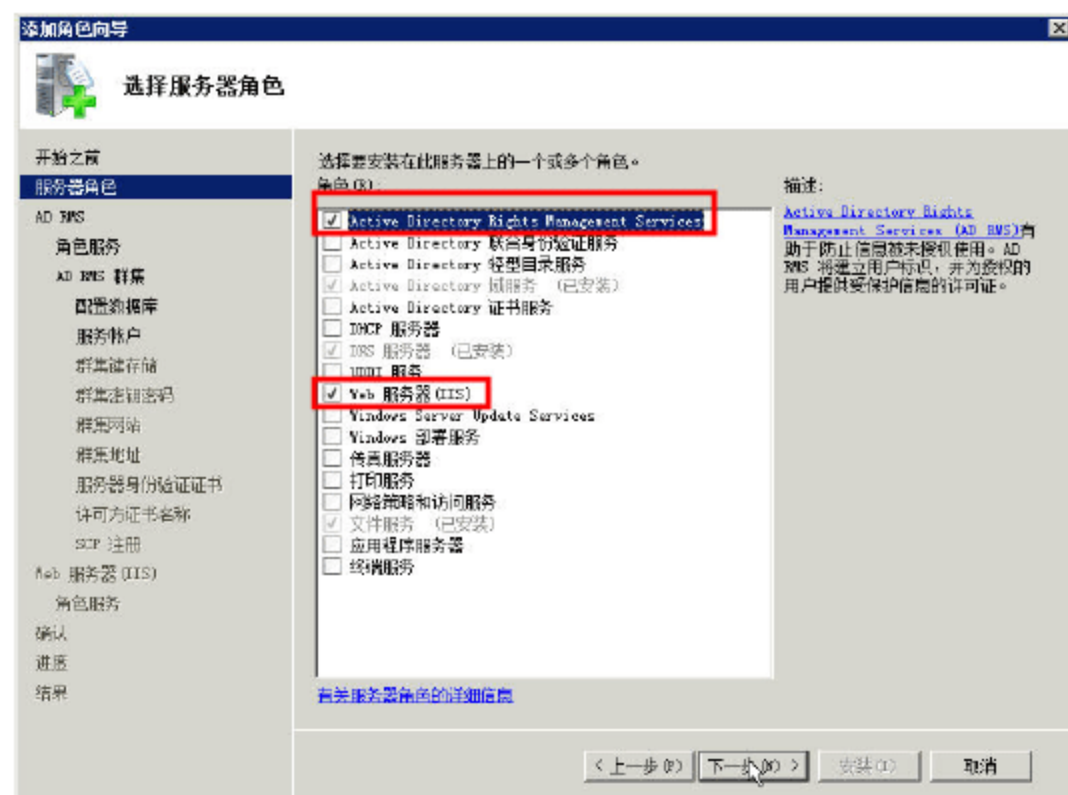 添加角色向导
选择服务器角色
开始之前
服务器角色
AD RMS
角色服务
AD RMS 群集
配置数据库
服务帐户
群集键存储
群集密钥密码
群集网站
群集地址
服务器身份验证证书
许可方证书名称
SCP 注册
Web 服务器(IIS)
角色服务
确认
进度
结果
选择要安装在此服务器上的一个或多个角色。
角色(R):
Active Directory Rights Management Services
Active Directory 联合身份验证服务
Active Directory 轻型目录服务
Active Directory 域服务 (已安装)
Active Directory 证书服务
DHCP 服务器
DNS 服务器 (已安装)
UDDI 服务
Web 服务器(IIS)
Windows Server Update Services
Windows 部署服务
传真服务器
打印服务
网络策略和访问服务
文件服务 (已安装)
应用程序服务器
终端服务
有关服务器角色的详细信息
描述:
Active Directory Rights
Management Services (AD RMS)有
助于防止信息被未授权使用。AD
RMS 将建立用户标识，并为授权的
用户提供受保护信息的许可证。
< 上一步(P)
下一步(N) >
安装(I)
取消